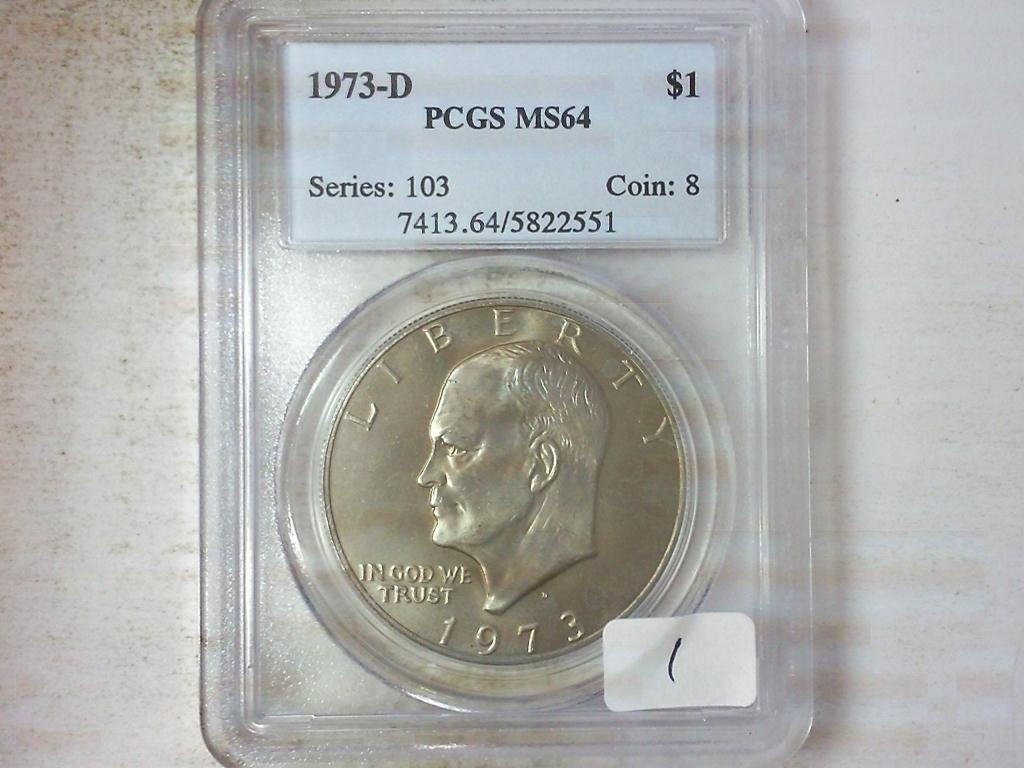 1973-D $1
PCGS MS64
Series: 103 Coin: 8
7413.64/5822551
LIBERTY
IN GOD WE
TRUST
D
1973
1